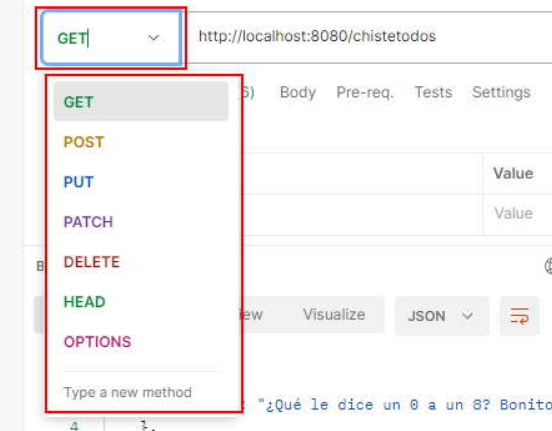 GET http://localhost:8080/chistetodos
6) Body Pre-req. Tests Settings
GET
POST
Value
PUT
Value
PATCH
DELETE
HEAD
Visualize JSON
OPTIONS
Type a new method
"¿Qué le dice un 0 a un 8? Bonito
4 },